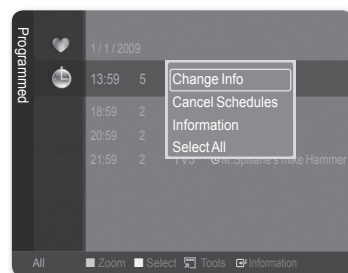 Programmed
1 / 1 / 2009
13:59 5
Change Info
Cancel Schedules
Information
Select All
18:59 2
20:59 2
21:59 2 TV5 M.Spillane's mike Hammer
All Zoom Select Tools Information